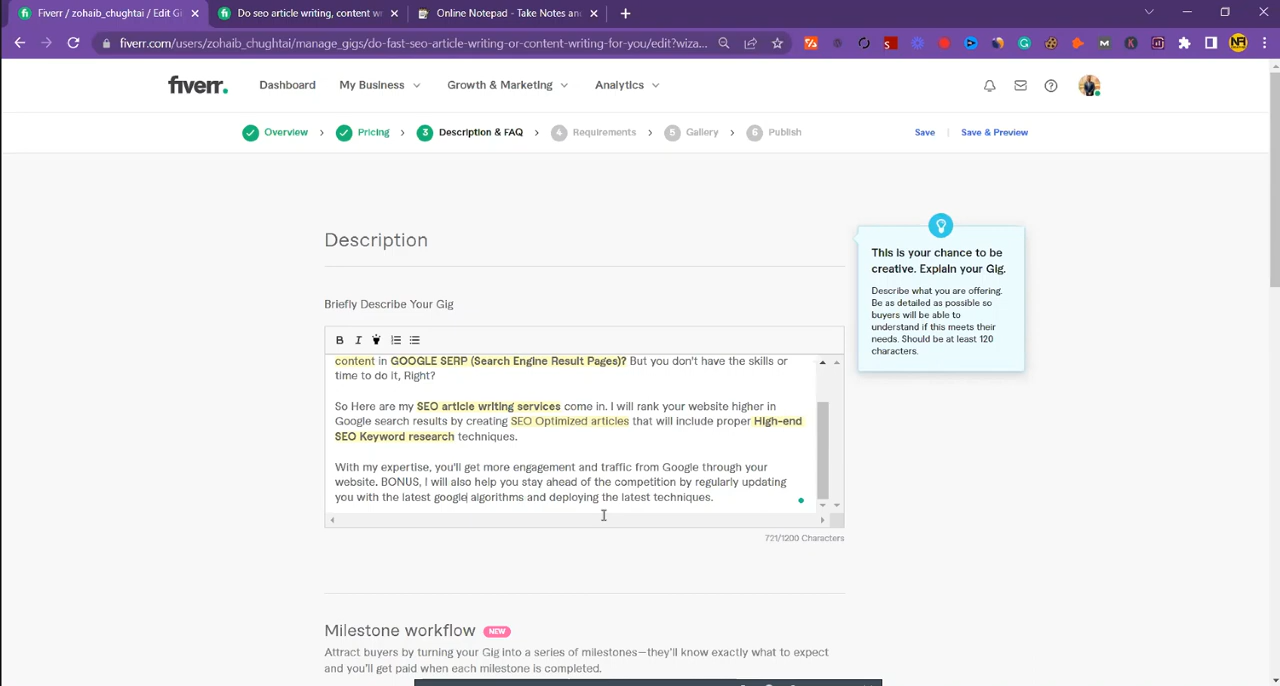 Fiverr / zohaib_chughtai / Edit Gi
Do seo article writing, content wr
Online Notepad - Take Notes and
fiverr.com/users/zohaib_chughtai/manage_gigs/do-fast-seo-article-writing-or-content-writing-for-you/edit?wiza...
fiverr.
Dashboard
My Business
Growth & Marketing
Analytics
Overview
Pricing
3 Description & FAQ
4 Requirements
5 Gallery
6 Publish
Save
Save & Preview
Description
Briefly Describe Your Gig
B I
content in GOOGLE SERP (Search Engine Result Pages)? But you don't have the skills or
time to do it, Right?
So Here are my SEO article writing services come in. I will rank your website higher in
Google search results by creating SEO Optimized articles that will include proper High-end
SEO Keyword research techniques.
With my expertise, you'll get more engagement and traffic from Google through your
website. BONUS, I will also help you stay ahead of the competition by regularly updating
you with the latest google algorithms and deploying the latest techniques.
721/1200 Characters
This is your chance to be
creative. Explain your Gig.
Describe what you are offering.
Be as detailed as possible so
buyers will be able to
understand if this meets their
needs. Should be at least 120
characters.
Milestone workflow NEW
Attract buyers by turning your Gig into a series of milestones—they'll know exactly what to expect
and you'll get paid when each milestone is completed.